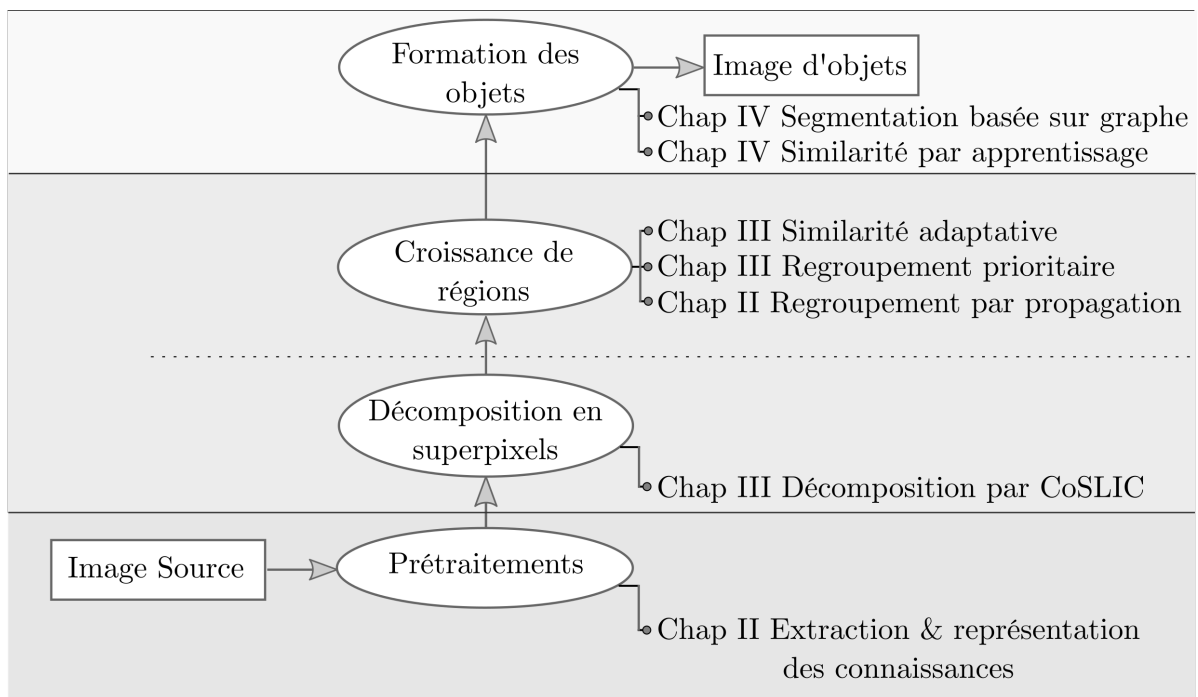 Formation des
objets
Image d'objets
Chap IV Segmentation basée sur graphe
Chap IV Similarité par apprentissage
Croissance de
régions
Chap III Similarité adaptative
Chap III Regroupement prioritaire
Chap II Regroupement par propagation
Décomposition en
superpixels
Chap III Décomposition par CoSLIC
Image Source
Prétraitements
Chap II Extraction & représentation
des connaissances